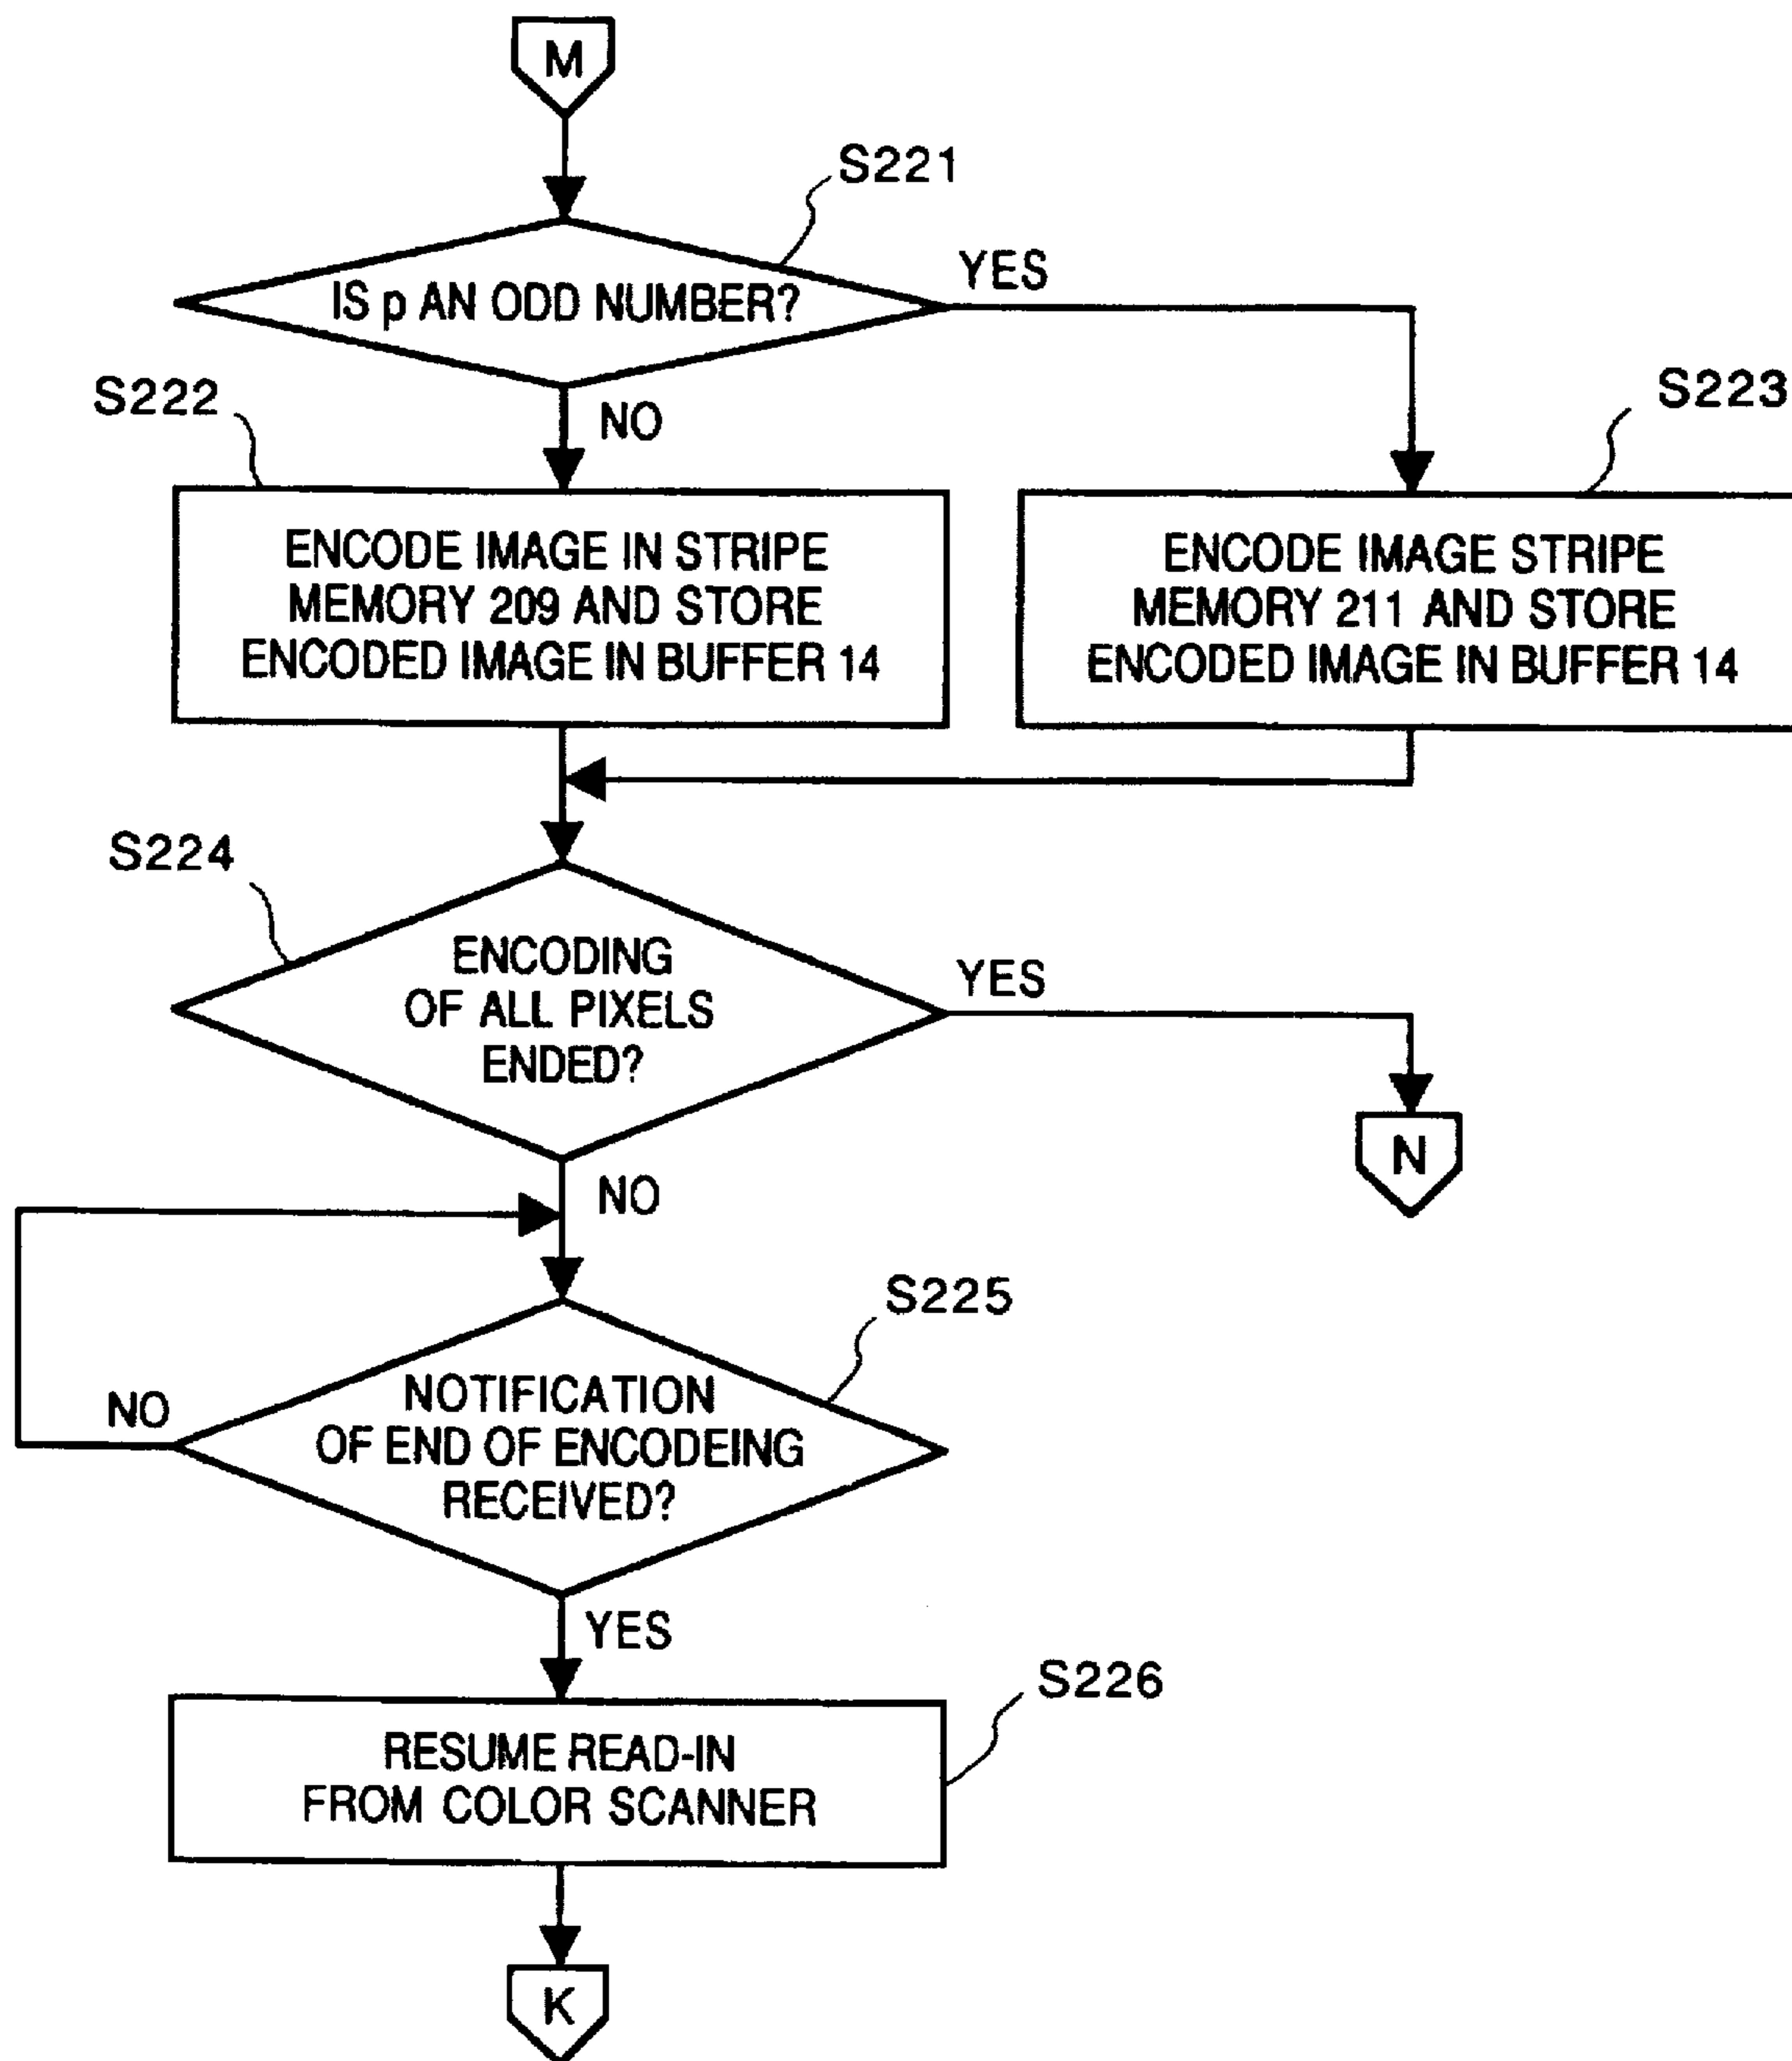 M
S221
IS p AN ODD NUMBER?
YES
S222
NO
S223
ENCODE IMAGE IN STRIPE
MEMORY 209 AND STORE
ENCODED IMAGE IN BUFFER 14
ENCODE IMAGE STRIPE
MEMORY 211 AND STORE
ENCODED IMAGE IN BUFFER 14
S224
ENCODING
OF ALL PIXELS
ENDED?
YES
N
NO
S225
NOTIFICATION
OF END OF ENCODEING
RECEIVED?
NO
YES
S226
RESUME READ-IN
FROM COLOR SCANNER
K